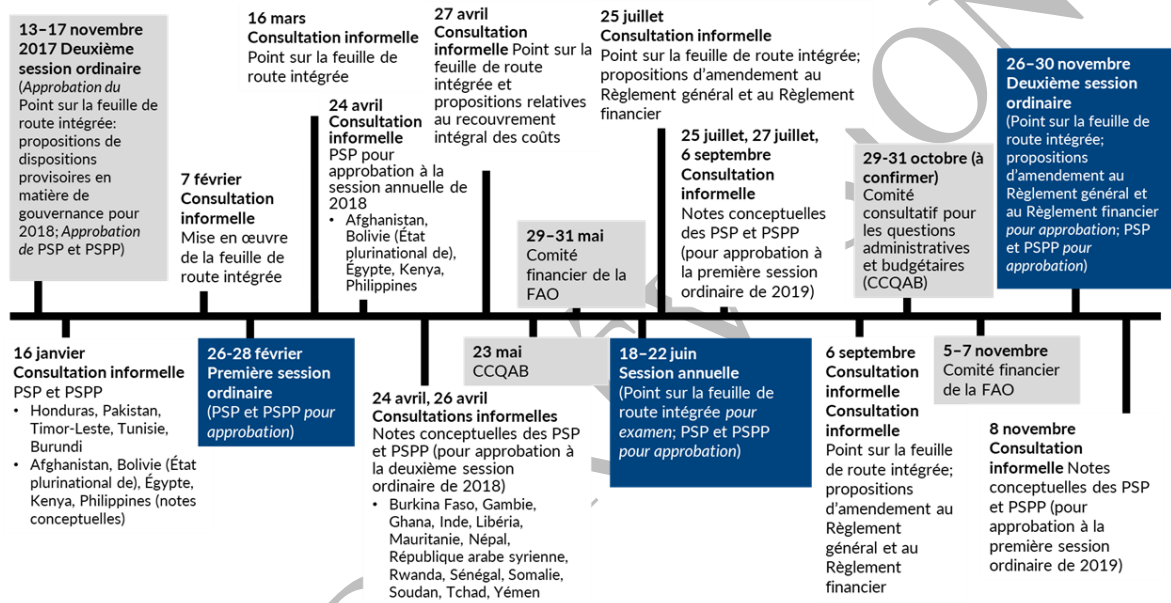 13–17 novembre
2017 Deuxième
session ordinaire
(Approbation du
Point sur la feuille de
route intégrée:
propositions de
dispositions
provisoires en
matière de
gouvernance pour
2018; Approbation
de PSP et PSPP)
7 février
Consultation
informelle
Mise en œuvre
de la feuille de
route intégrée
16 mars
Consultation informelle
Point sur la feuille de
route intégrée
24 avril
Consultation
informelle
PSP pour
approbation à la
session annuelle de
2018
• Afghanistan,
Bolivie (État
plurinational de),
Égypte, Kenya,
Philippines
27 avril
Consultation
informelle Point sur la
feuille de route
intégrée et
propositions relatives
au recouvrement
intégral des coûts
29–31 mai
Comité
financier de la
FAO
25 juillet
Consultation informelle
Point sur la feuille de route intégrée;
propositions d’amendement au
Règlement général et au Règlement
financier
25 juillet, 27 juillet,
6 septembre
Consultation
informelle
Notes conceptuelles
des PSP et PSPP
(pour approbation à
la première session
ordinaire de 2019)
29-31 octobre (à
confirmer)
Comité
consultatif pour
les questions
administratives
et budgétaires
(CCQAB)
26–30 novembre
Deuxième session
ordinaire
(Point sur la feuille de
route intégrée;
propositions
d’amendement au
Règlement général et
au Règlement financier
pour approbation; PSP
et PSPP pour
approbation)
16 janvier
Consultation informelle
PSP et PSPP
• Honduras, Pakistan,
Timor-Leste, Tunisie,
Burundi
• Afghanistan, Bolivie (État
plurinational de), Égypte,
Kenya, Philippines (notes
conceptuelles)
26-28 février
Première session
ordinaire
(PSP et PSPP pour
approbation)
24 avril, 26 avril
Consultations informelles
Notes conceptuelles des PSP
et PSPP (pour approbation à
la deuxième session
ordinaire de 2018)
• Burkina Faso, Gambie,
Ghana, Inde, Libéria,
Mauritanie, Népal,
République arabe syrienne,
Rwanda, Sénégal, Somalie,
Soudan, Tchad, Yémen
23 mai
CCQAB
18–22 juin
Session annuelle
(Point sur la feuille de
route intégrée pour
examen; PSP et PSPP
pour approbation)
6 septembre
Consultation
informelle
Consultation
informelle
Point sur la feuille
de route intégrée;
propositions
d’amendement au
Règlement
général et au
Règlement
financier
5–7 novembre
Comité financier
de la FAO
8 novembre
Consultation
informelle Notes
conceptuelles des PSP
et PSPP (pour
approbation à la
première session
ordinaire de 2019)